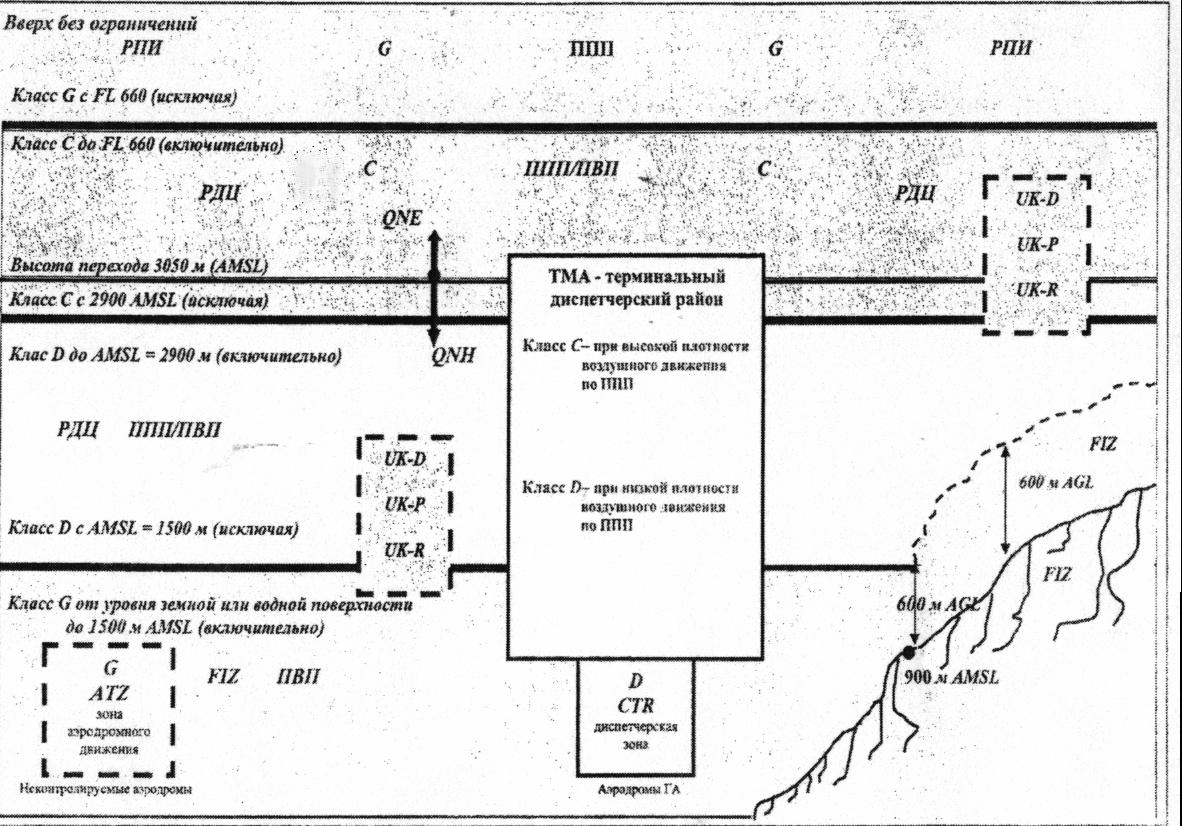 Вверх без ограничений
РПИ G ППП G РПИ
Класс G с FL 660 (исключая)
Класс С до FL 660 (включительно)
С ППП/ПВП С
РДЦ РДЦ
UK-D
QNE
UK-P
Высота перехода 3050 м (AMSL)
ТМА - терминальный
диспетчерский район
UK-R
Класс С с 2900 AMSL (исключая)
Класс С– при высокой плотности
воздушного движения
по ППП
Клас D до AMSL = 2900 м (включительно)
QNH
РДЦ ППП/ПВП
FIZ
UK-D
600 м AGL
Класс D– при низкой плотности
воздушного движения
по ППП
UK-P
Класс D с AMSL = 1500 м (исключая)
UK-R
FIZ
Класс G от уровня земной или водной поверхности
до 1500 м AMSL (включительно)
600 м AGL
G
ATZ
зона
аэродромного
движения
FIZ ПВП
D
CTR
диспетчерская
зона
900 м AMSL
Неконтролируемые аэродромы
Аэродромы ГА